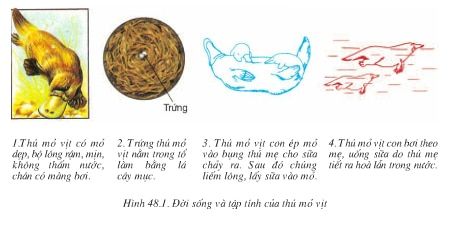 Trứng
1.Thú mỏ vịt có mỏ
dẹp, bộ lông rậm, mịn,
không thấm nước,
chân có màng bơi.
2. Trứng thú mỏ
vịt nằm trong tổ
làm bằng lá
cây mục.
3. Thú mỏ vịt con ép mỏ
vào bụng thú mẹ cho sữa
chảy ra. Sau đó chúng
liếm lông, lấy sữa vào mỏ.
4. Thú mỏ vịt con bơi theo
mẹ, uống sữa do thú mẹ
tiết ra hoà lẫn trong nước.
Hình 48.1. Đời sống và tập tính của thú mỏ vịt